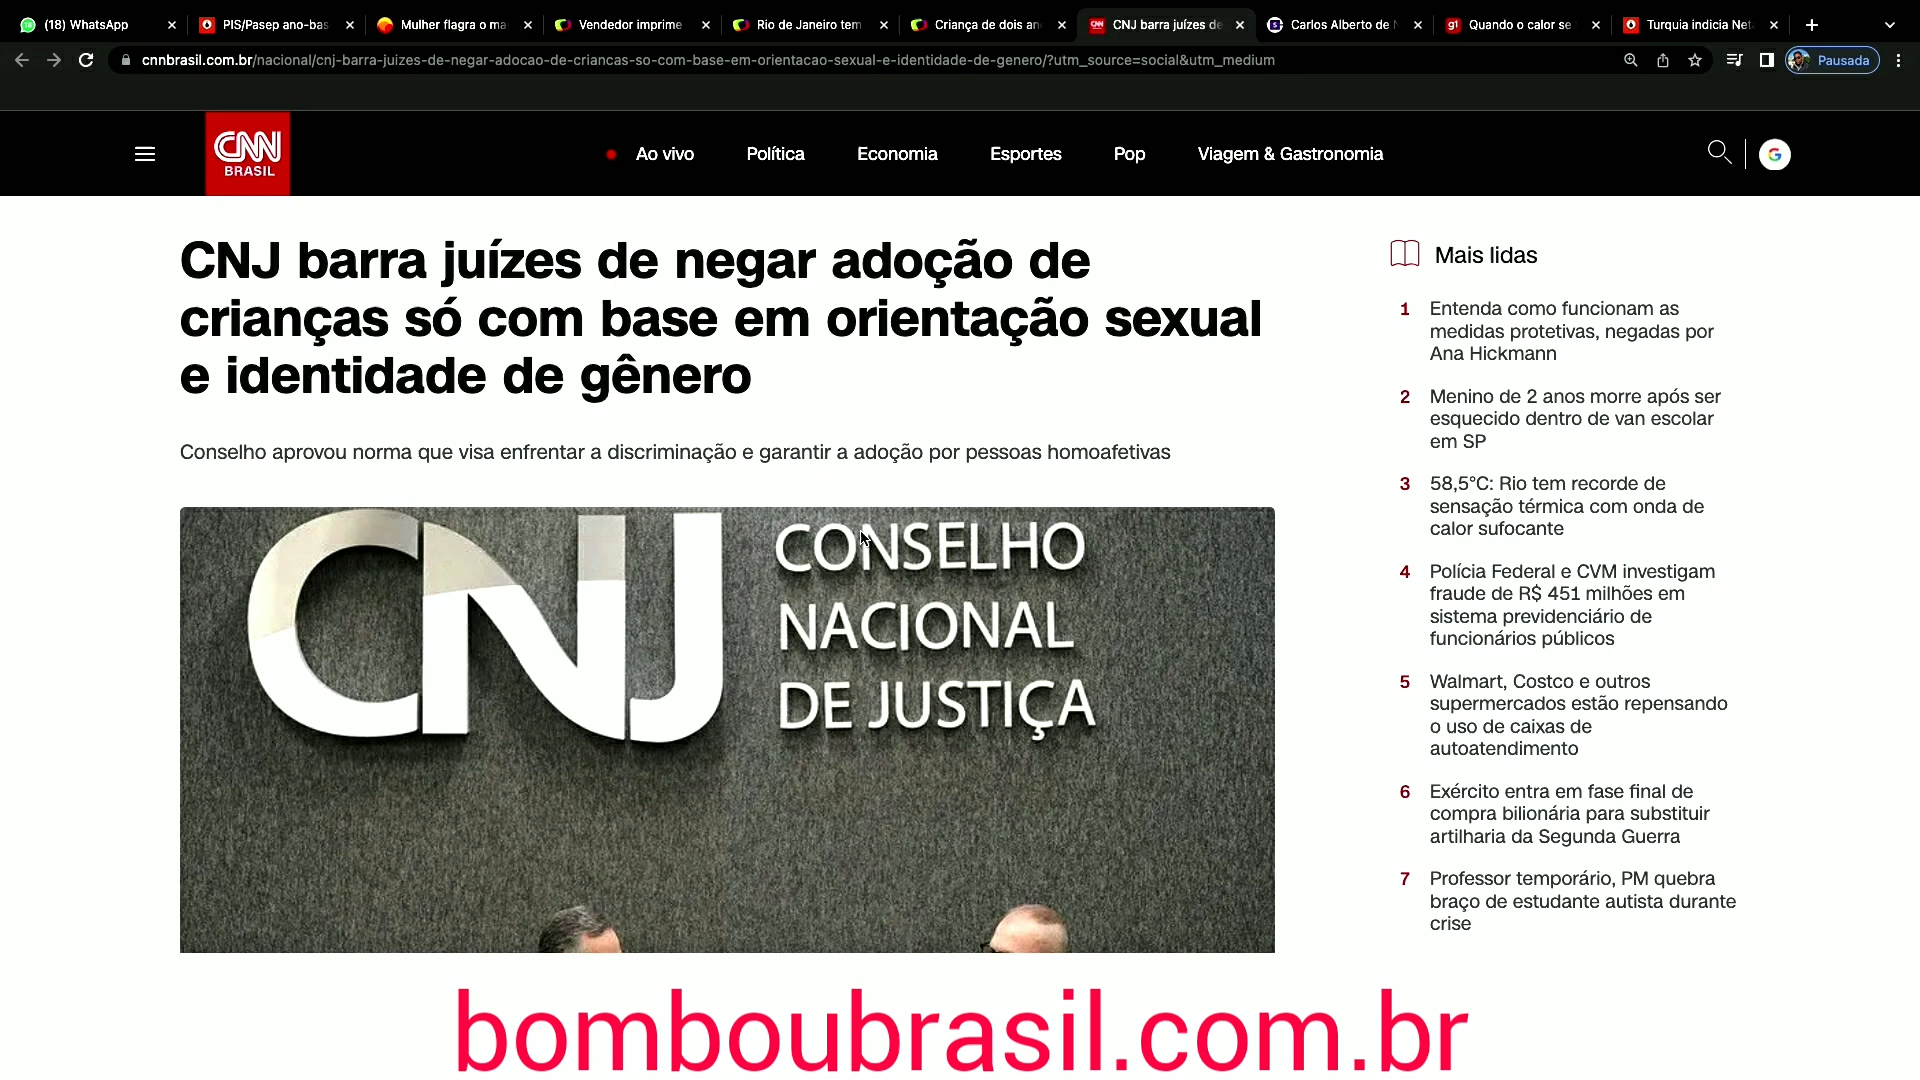 (18) WhatsApp
PIS/Pasep ano-bas
Mulher flagra o ma
Vendedor imprime
Rio de Janeiro tem
Criança de dois an
CNJ barra juízes de
Carlos Alberto de N
Quando o calor se
Turquia indicia Net
cnnbrasil.com.br/nacional/cnj-barra-juizes-de-negar-adocao-de-criancas-so-com-base-em-orientacao-sexual-e-identidade-de-genero/?utm_source=social&utm_medium
Pausada
CNN
BRASIL
Ao vivo
Política
Economia
Esportes
Pop
Viagem & Gastronomia
CNJ barra juízes de negar adoção de
crianças só com base em orientação sexual
e identidade de gênero
Conselho aprovou norma que visa enfrentar a discriminação e garantir a adoção por pessoas homoafetivas
CNJ
CONSELHO
NACIONAL
DE JUSTIÇA
Mais lidas
1 Entenda como funcionam as
medidas protetivas, negadas por
Ana Hickmann
2 Menino de 2 anos morre após ser
esquecido dentro de van escolar
em SP
3 58,5°C: Rio tem recorde de
sensação térmica com onda de
calor sufocante
4 Polícia Federal e CVM investigam
fraude de R$ 451 milhões em
sistema previdenciário de
funcionários públicos
5 Walmart, Costco e outros
supermercados estão repensando
o uso de caixas de
autoatendimento
6 Exército entra em fase final de
compra bilionária para substituir
artilharia da Segunda Guerra
7 Professor temporário, PM quebra
braço de estudante autista durante
crise
bomboubrasil.com.br